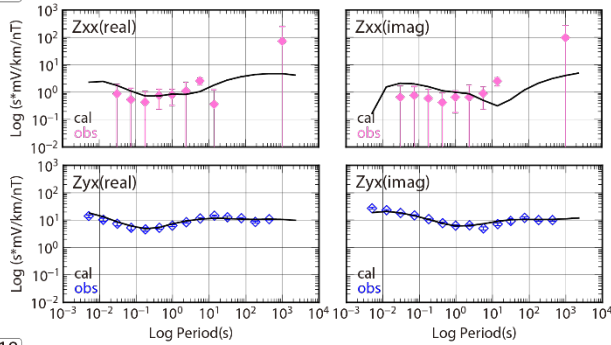 Zxx(real)
Zxx(imag)
Log (s*mV/km/nT)
10³
10²
10¹
10⁰
10⁻¹
10⁻²
cal
obs
cal
obs
Zyx(real)
Zyx(imag)
Log (s*mV/km/nT)
10³
10²
10¹
10⁰
10⁻¹
10⁻²
cal
obs
cal
obs
10⁻³ 10⁻² 10⁻¹ 10⁰ 10¹ 10² 10³ 10⁴
10⁻³ 10⁻² 10⁻¹ 10⁰ 10¹ 10² 10³ 10⁴
Log Period(s)
Log Period(s)